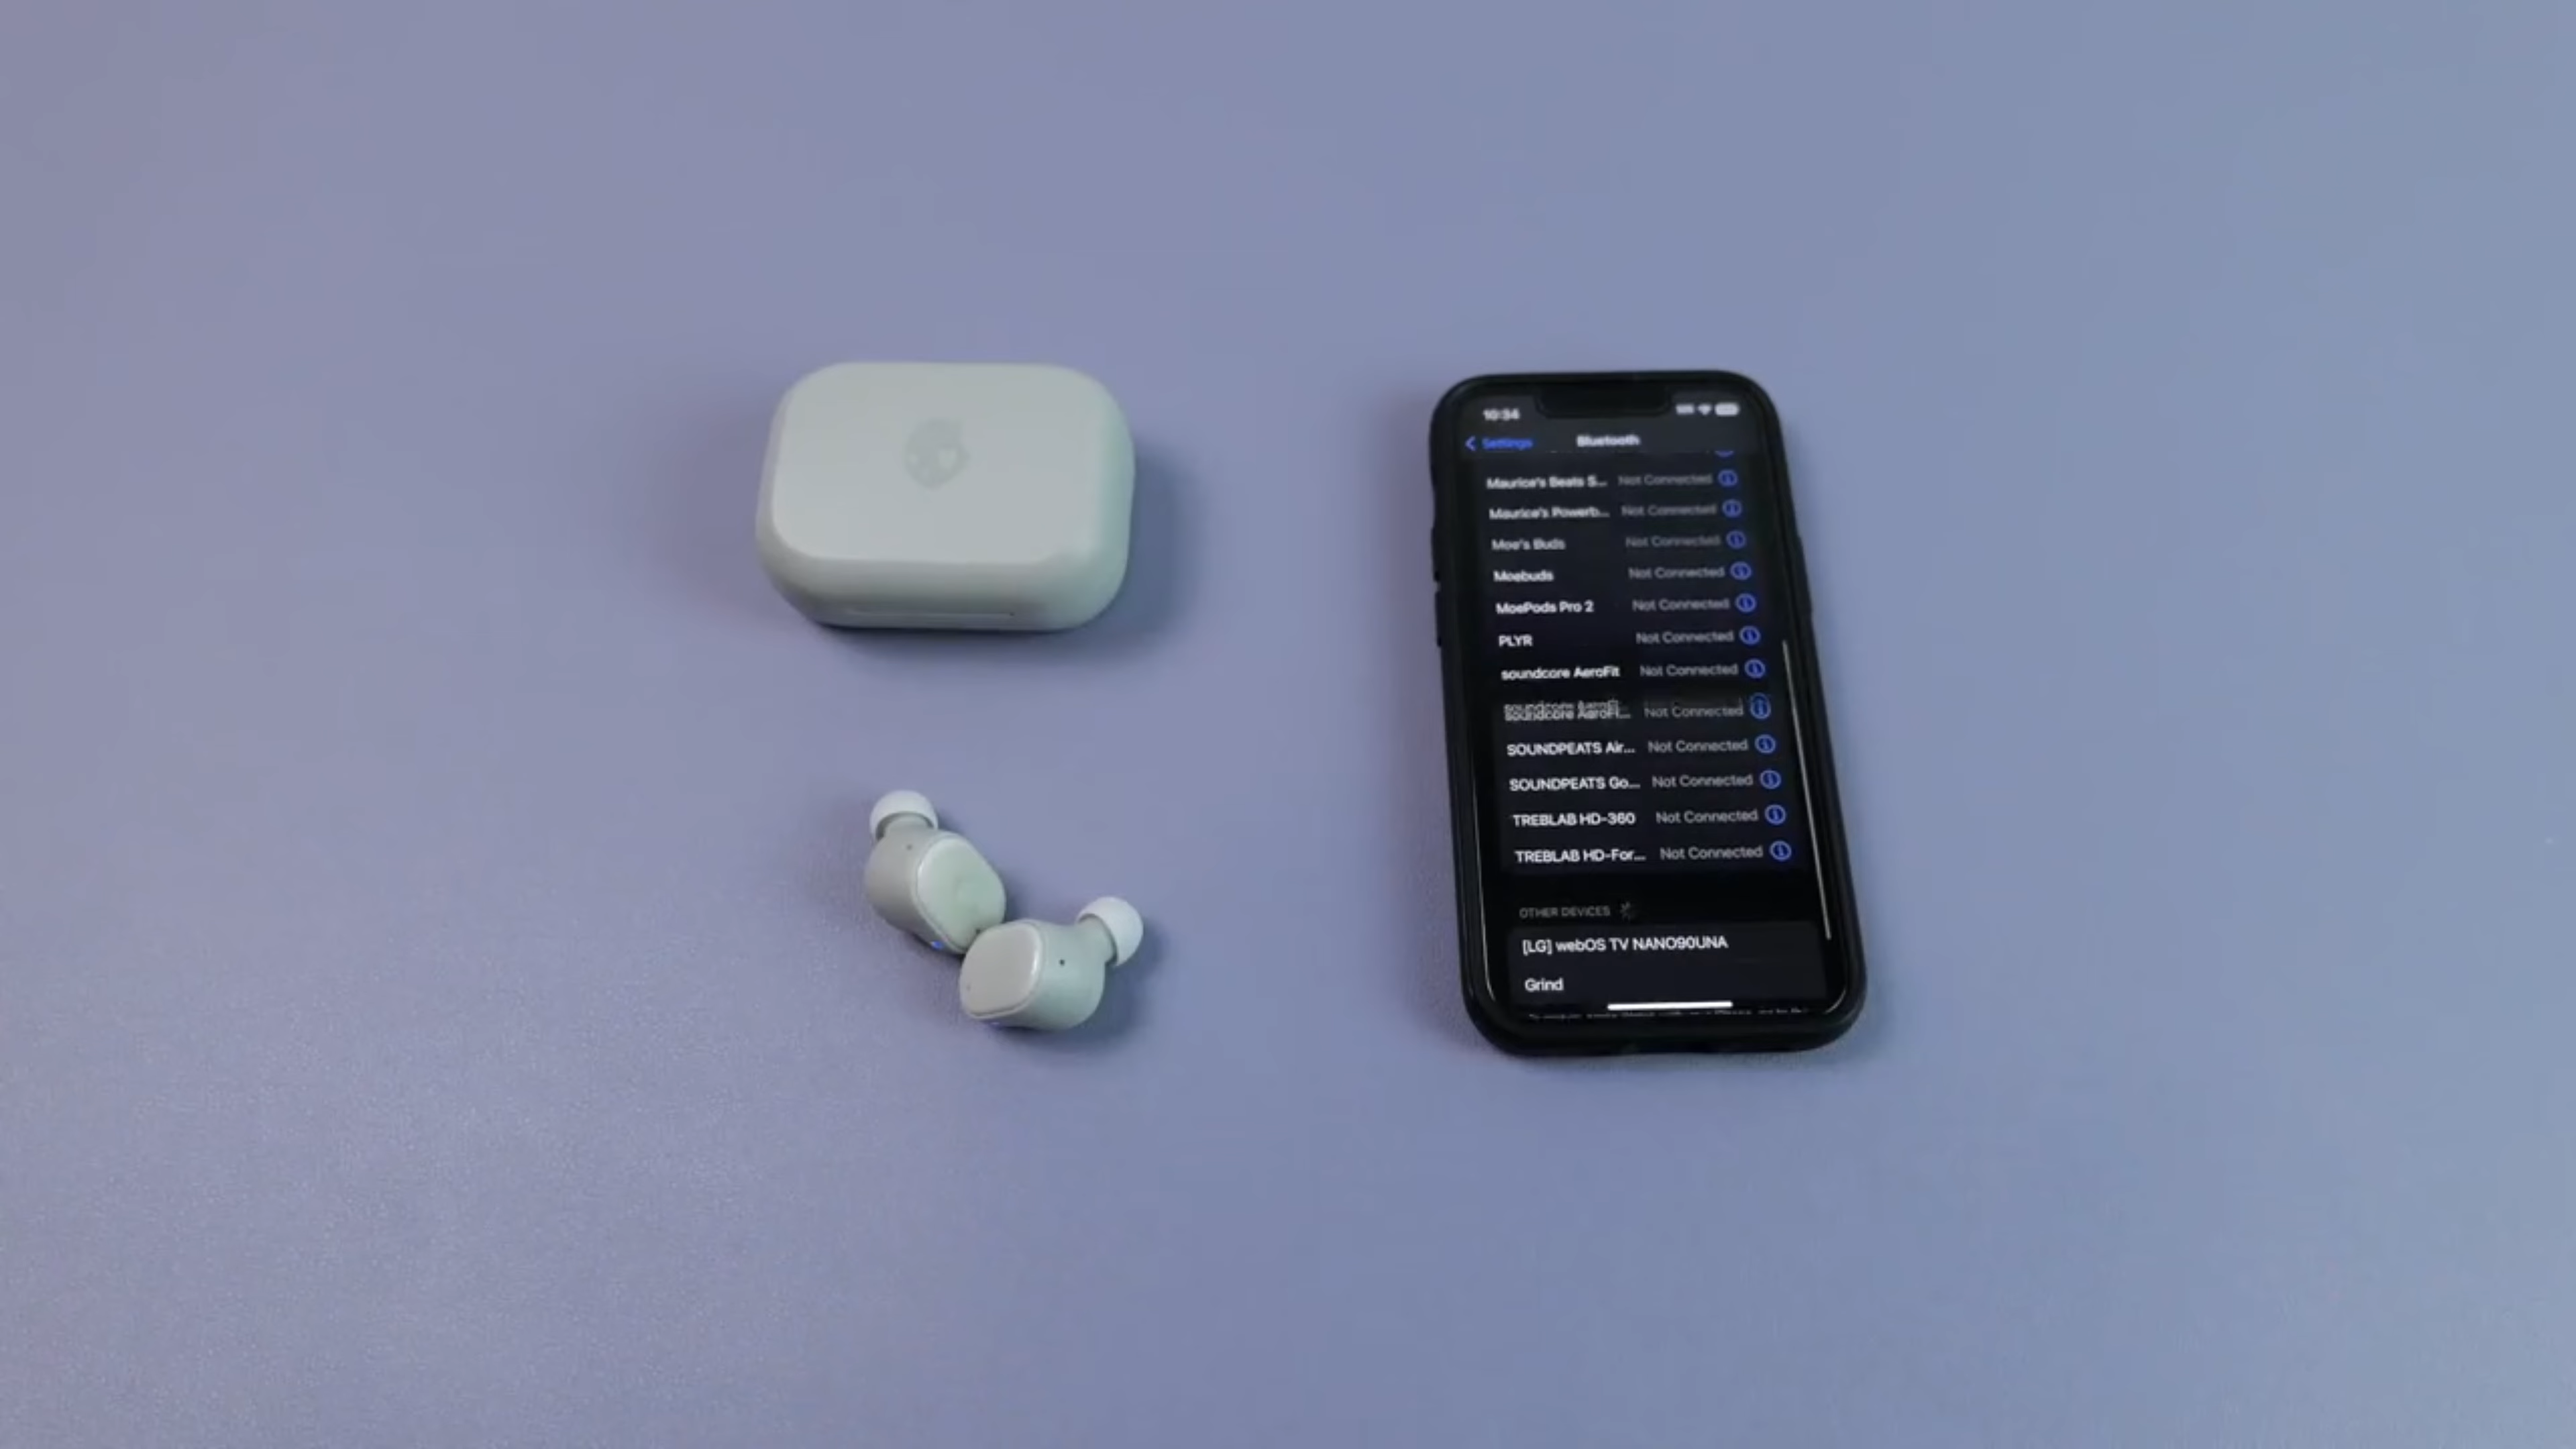 10:34
Settings Bluetooth
Maurice's Beats S... Not Connected
Maurice's Powerb... Not Connected
Moe's Buds Not Connected
Moebuds Not Connected
MoePods Pro 2 Not Connected
PLYR Not Connected
soundcore AeroFit Not Connected
soundcore AeroFi... Not Connected
SOUNDPEATS Air... Not Connected
SOUNDPEATS Go... Not Connected
TREBLAB HD-360 Not Connected
TREBLAB HD-For... Not Connected
OTHER DEVICES
[LG] webOS TV NANO90UNA
Grind